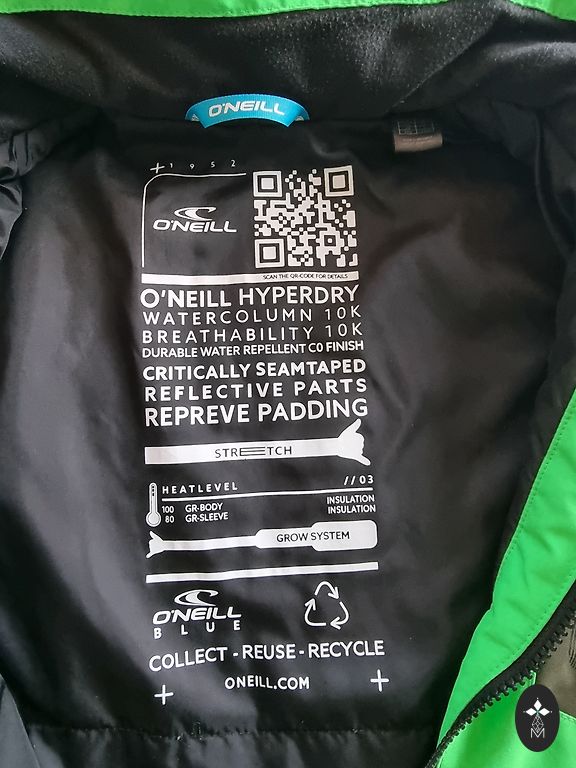 O'NEILL
1952
O'NEILL
SCAN THE QR-CODE FOR DETAILS
O'NEILL HYPERDRY
WATERCOLUMN 10K
BREATHABILITY 10K
DURABLE WATER REPELLENT C0 FINISH
CRITICALLY SEAMTAPED
REFLECTIVE PARTS
REPREVE PADDING
STRETCH
HEATLEVEL //03
100 GR-BODY INSULATION
80 GR-SLEEVE INSULATION
GROW SYSTEM
O'NEILL
BLUE
COLLECT - REUSE - RECYCLE
ONEILL.COM